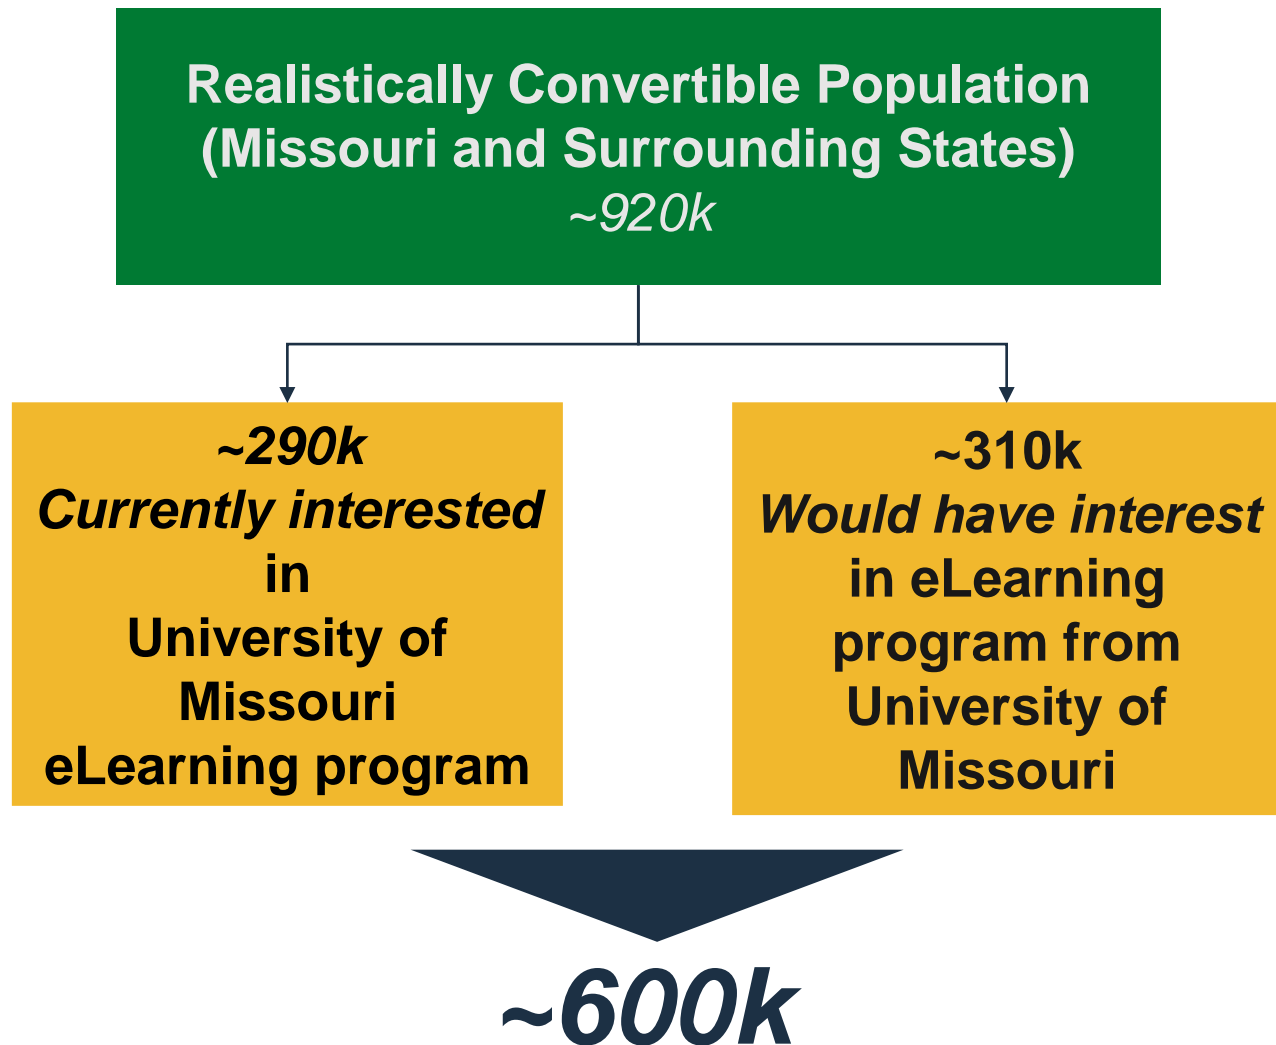 Realistically Convertible Population
(Missouri and Surrounding States)
~920k
~290k
Currently interested
in
University of
Missouri
eLearning program
~310k
Would have interest
in eLearning
program from
University of
Missouri
~600k